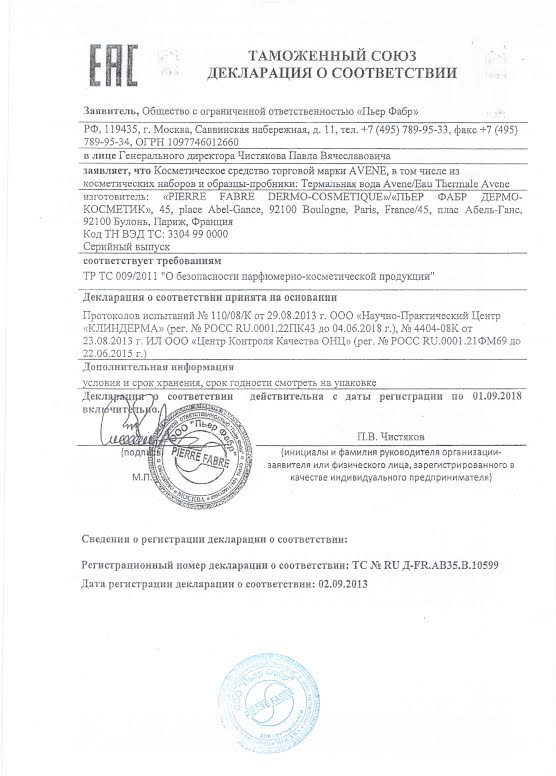 EAC
ТАМОЖЕННЫЙ СОЮЗ
ДЕКЛАРАЦИЯ О СООТВЕТСТВИИ
Заявитель, Общество с ограниченной ответственностью «Пьер Фабр»
РФ, 119435, г. Москва, Саввинская набережная, д. 11, тел. +7 (495) 789-95-33, факс +7 (495)
789-95-34, ОГРН 1097746012660
в лице Генерального директора Чистякова Павла Вячеславовича
заявляет, что Косметическое средство торговой марки AVENE, в том числе из
косметических наборов и образцы-пробники: Термальная вода Avene/Eau Thermale Avene
изготовитель: «PIERRE FABRE DERMO-COSMETIQUE»/«ПЬЕР ФАБР ДЕРМО-
КОСМЕТИК», 45, place Abel-Gance, 92100 Boulogne, Paris, France/45, плас Абель-Ганс,
92100 Булонь, Париж, Франция
Код ТН ВЭД ТС: 3304 99 0000
Серийный выпуск
соответствует требованиям
ТР ТС 009/2011 "О безопасности парфюмерно-косметической продукции"
Декларация о соответствии принята на основании
Протоколов испытаний № 110/08/К от 29.08.2013 г. ООО «Научно-Практический Центр
«КЛИНДЕРМА» (рег. № РОСС RU.0001.22ПК43 до 04.06.2018 г.), № 4404-08К от
23.08.2013 г. ИЛ ООО «Центр Контроля Качества ОНЦ» (рег. № РОСС RU.0001.21ФМ69 до
22.06.2015 г.)
Дополнительная информация
условия и срок хранения, срок годности смотреть на упаковке
Декларация о соответствии действительна с даты регистрации по 01.09.2018
включительно.
П.В. Чистяков
(подпись
(инициалы и фамилия руководителя организации-
заявителя или физического лица, зарегистрированного в
качестве индивидуального предпринимателя)
М.П.
ООО "Пьер Фабр"
PIERRE FABRE
МОСКВА
Сведения о регистрации декларации о соответствии:
Регистрационный номер декларации о соответствии: ТС № RU Д-FR.АВ35.В.10599
Дата регистрации декларации о соответствии: 02.09.2013
ООО "Пьер Фабр"
PIERRE FABRE
для сертификатов